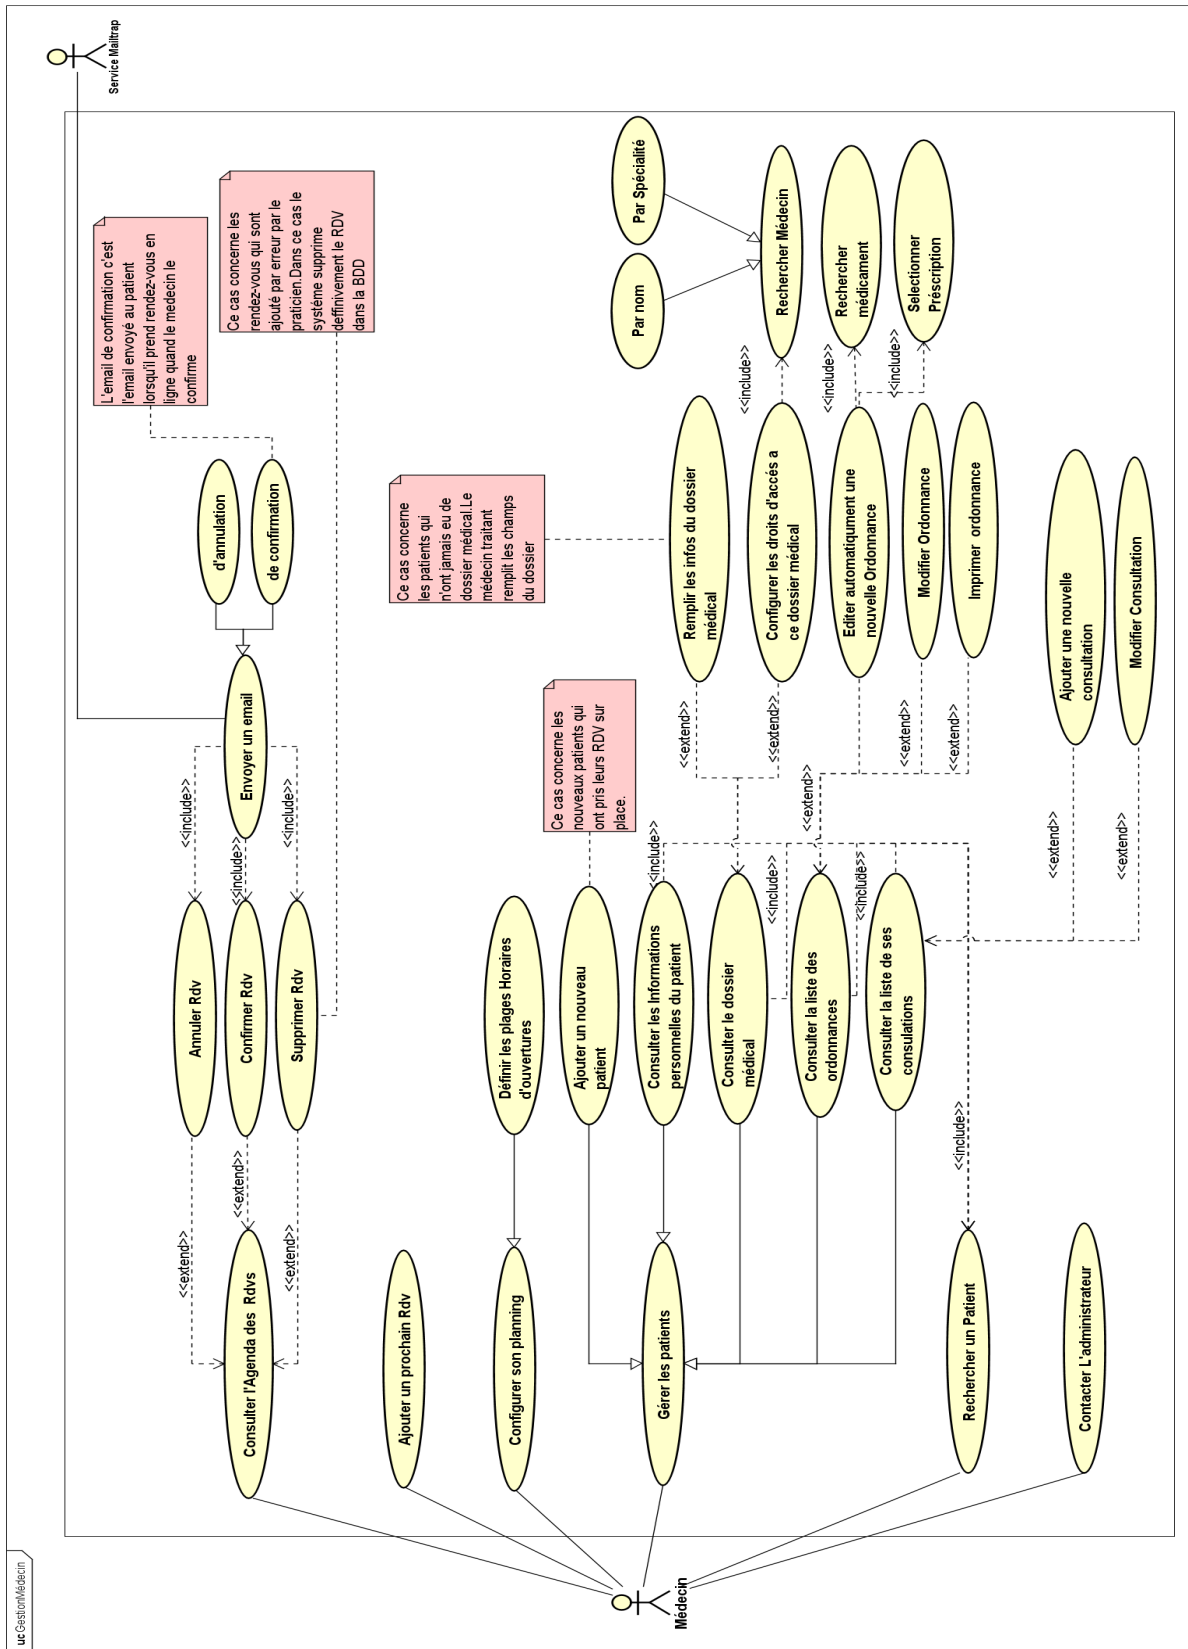 uc GestionMédecin
Service Mailtrap
Médecin
L'email de confirmation c'est
l'email envoyé au patient
lorsqu'il prend rendez-vous en
ligne quand le medecin le
confirme
Ce cas concerne les
rendez-vous qui sont
ajouté par erreur par le
praticien.Dans ce cas le
système supprime
deffinivement le RDV
dans la BDD
d'annulation
de confirmation
Envoyer un email
<<include>>
<<include>>
<<include>>
Annuler Rdv
Confirmer Rdv
Supprimer Rdv
<<extend>>
<<extend>>
<<extend>>
Consulter l'Agenda des Rdvs
Ajouter un prochain Rdv
Définir les plages Horaires
d'ouvertures
Configurer son planning
Ce cas concerne les
nouveaux patients qui
ont pris leurs RDV sur
place.
Ajouter un nouveau
patient
Consulter les Informations
personnelles du patient
Consulter le dossier
médical
Consulter la liste des
ordonnances
Consulter la liste de ses
consulations
Gérer les patients
<<include>>
<<include>>
<<include>>
<<include>>
Rechercher un Patient
Contacter L'administrateur
Ce cas concerne
les patients qui
n'ont jamais eu de
dossier médical.Le
médecin traitant
remplit les champs
du dossier
Remplir les infos du dossier
médical
Configurer les droits d'accés a
ce dossier médical
<<extend>>
<<extend>>
Editer automatiqument une
nouvelle Ordonnance
Modifier Ordonnance
Imprimer ordonnance
<<extend>>
<<extend>>
<<extend>>
Ajouter une nouvelle
consultation
Modifier Consultation
<<extend>>
<<extend>>
Par Spécialité
Par nom
Rechercher Médecin
<<include>>
Rechercher
médicament
<<include>>
Selectionner
Préscription
<<include>>